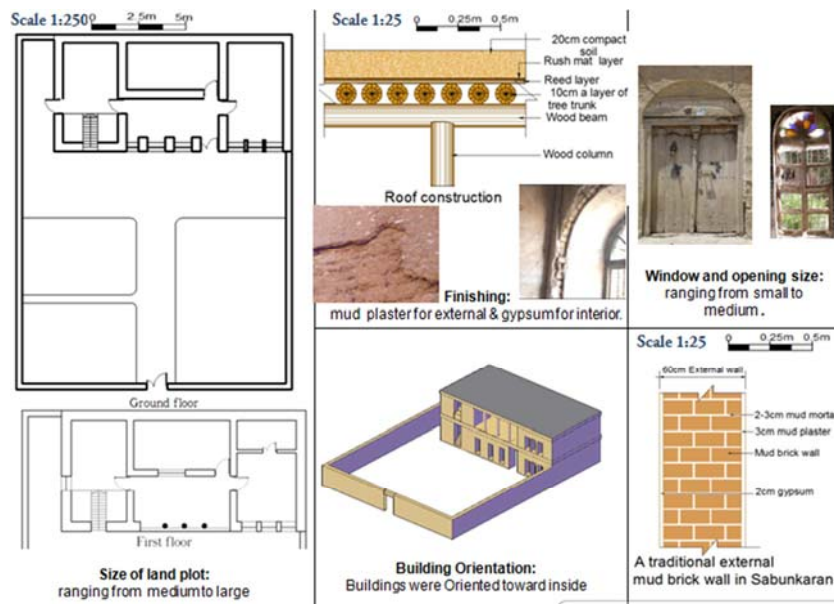 Scale 1:250
0 2.5m 5m
Ground floor
First floor
Size of land plot:
ranging from medium to large
Scale 1:25
0 0.25m 0.5m
20cm compact
soil
Rush mat layer
Reed layer
10cm a layer of
tree trunk
Wood beam
Wood column
Roof construction
Finishing:
mud plaster for external & gypsum for interior.
Window and opening size:
ranging from small to
medium.
Building Orientation:
Buildings were Oriented toward inside
Scale 1:25
0 0.25m 0.5m
60cm External wall
2-3cm mud morta
3cm mud plaster
Mud brick wall
2cm gypsum
A traditional external
mud brick wall in Sabunkaran